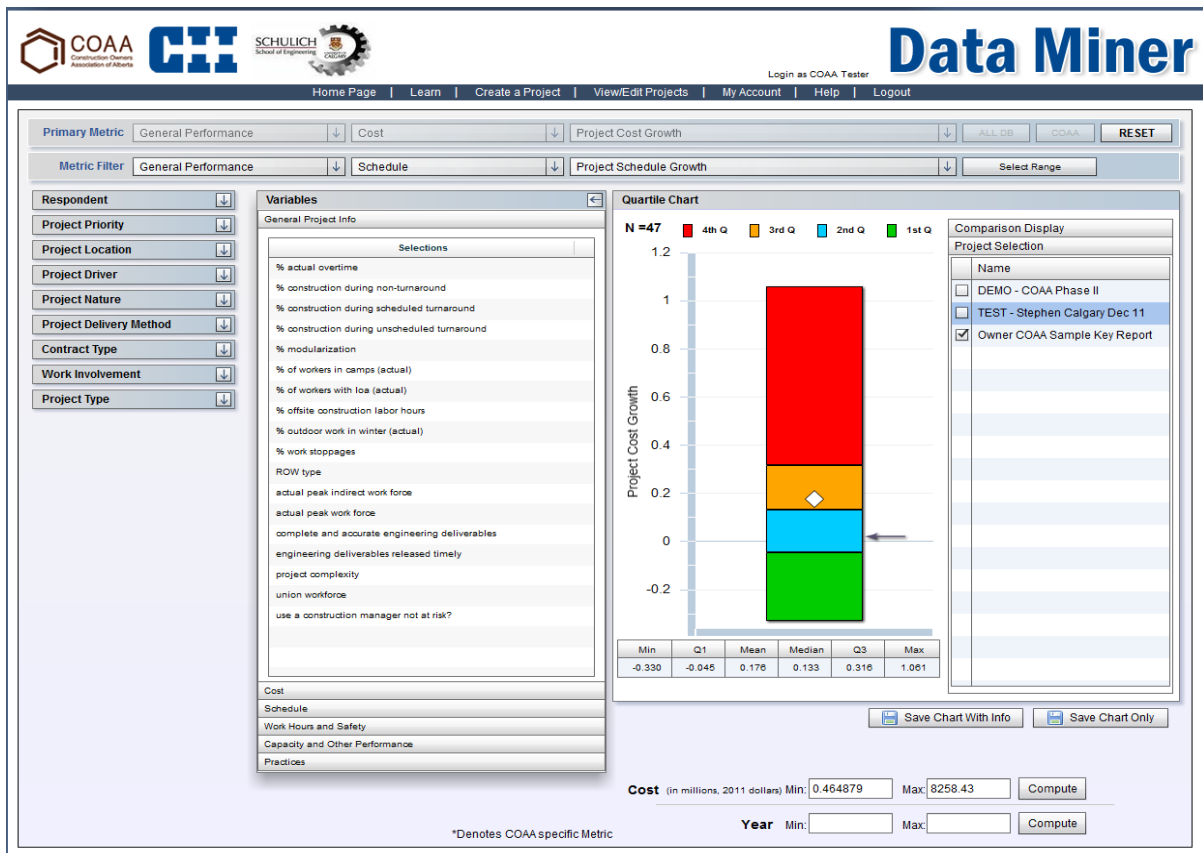 COAA
Construction Owners
Association of Alberta
CII
SCHULICH
School of Engineering
UNIVERSITY OF
CALGARY
Login as COAA Tester
Data Miner
Home Page | Learn | Create a Project | View/Edit Projects | My Account | Help | Logout
Primary Metric General Performance Cost Project Cost Growth ALL DB COAA RESET
Metric Filter General Performance Schedule Project Schedule Growth Select Range
Respondent
Project Priority
Project Location
Project Driver
Project Nature
Project Delivery Method
Contract Type
Work Involvement
Project Type
Variables
General Project Info
Selections
% actual overtime
% construction during non-turnaround
% construction during scheduled turnaround
% construction during unscheduled turnaround
% modularization
% of workers in camps (actual)
% of workers with loa (actual)
% offsite construction labor hours
% outdoor work in winter (actual)
% work stoppages
ROW type
actual peak indirect work force
actual peak work force
complete and accurate engineering deliverables
engineering deliverables released timely
project complexity
union workforce
use a construction manager not at risk?
Cost
Schedule
Work Hours and Safety
Capacity and Other Performance
Practices
Quartile Chart
N =47 4th Q 3rd Q 2nd Q 1st Q
1.2
1
0.8
0.6
0.4
0.2
0
-0.2
Project Cost Growth
Min Q1 Mean Median Q3 Max
-0.330 -0.045 0.176 0.133 0.316 1.061
Comparison Display
Project Selection
Name
DEMO - COAA Phase II
TEST - Stephen Calgary Dec 11
Owner COAA Sample Key Report
Save Chart With Info Save Chart Only
Cost (in millions, 2011 dollars) Min: 0.464879 Max: 8258.43 Compute
Year Min: Max: Compute
*Denotes COAA specific Metric